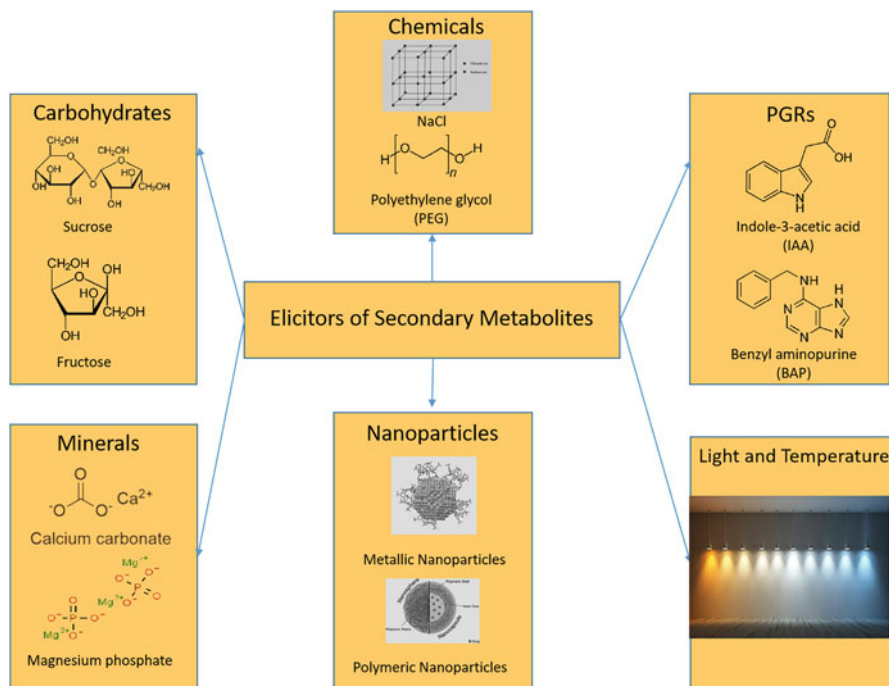 Chemicals
NaCl
H
O
O
H
n
Polyethylene glycol
(PEG)
Carbohydrates
CH₂OH
O
CH₂OH
O
OH
HO
OH
O
HO
CH₂OH
OH
OH
Sucrose
CH₂OH
O
OH
HO
CH₂OH
OH
Fructose
PGRs
O
OH
N
H
Indole-3-acetic acid
(IAA)
NH
H
N
N
N
N
Benzyl aminopurine
(BAP)
Elicitors of Secondary Metabolites
Minerals
O
-O
O-
Ca²⁺
Calcium carbonate
Magnesium phosphate
Nanoparticles
Metallic Nanoparticles
Nanosphere
Nanocapsule
Polymeric Nanoparticles
Light and Temperature